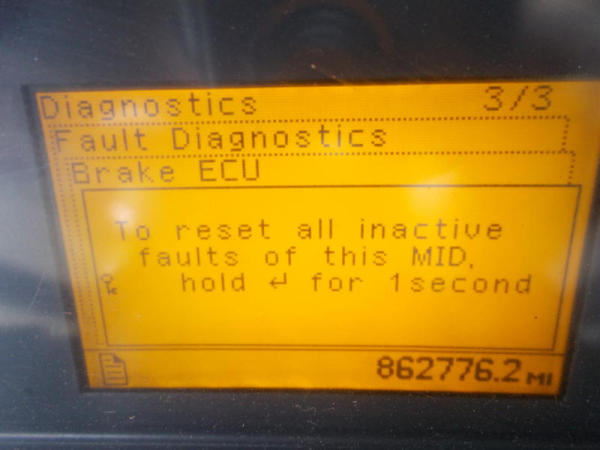 Diagnostics 3/3
Fault Diagnostics
Brake ECU
To reset all inactive
faults of this MID,
hold ↵ for 1second
862776.2 MI